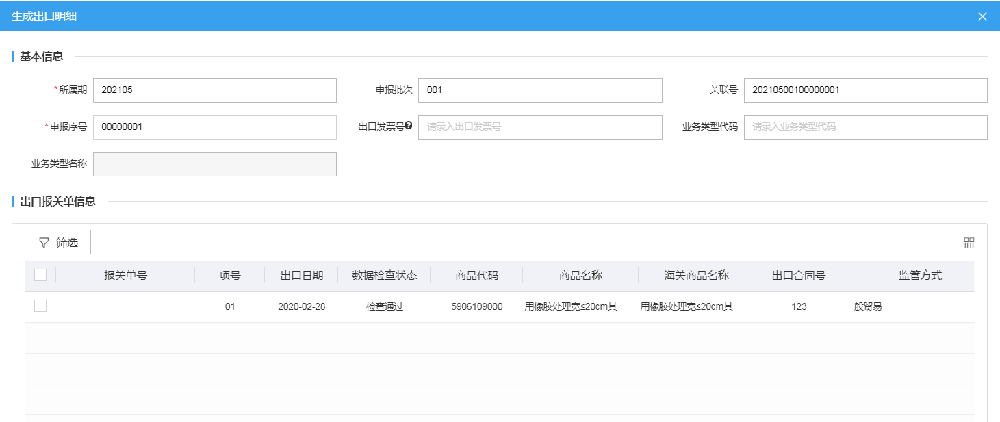 生成出口明细
基本信息
*所属期 202105 申报批次 001 关联号 20210500100000001
*申报序号 00000001 出口发票号 请录入出口发票号 业务类型代码 请录入业务类型代码
业务类型名称
出口报关单信息
筛选
报关单号 项号 出口日期 数据检查状态 商品代码 商品名称 海关商品名称 出口合同号 监管方式
01 2020-02-28 检查通过 5906109000 用橡胶处理宽≤20cm其 用橡胶处理宽≤20cm其 123 一般贸易